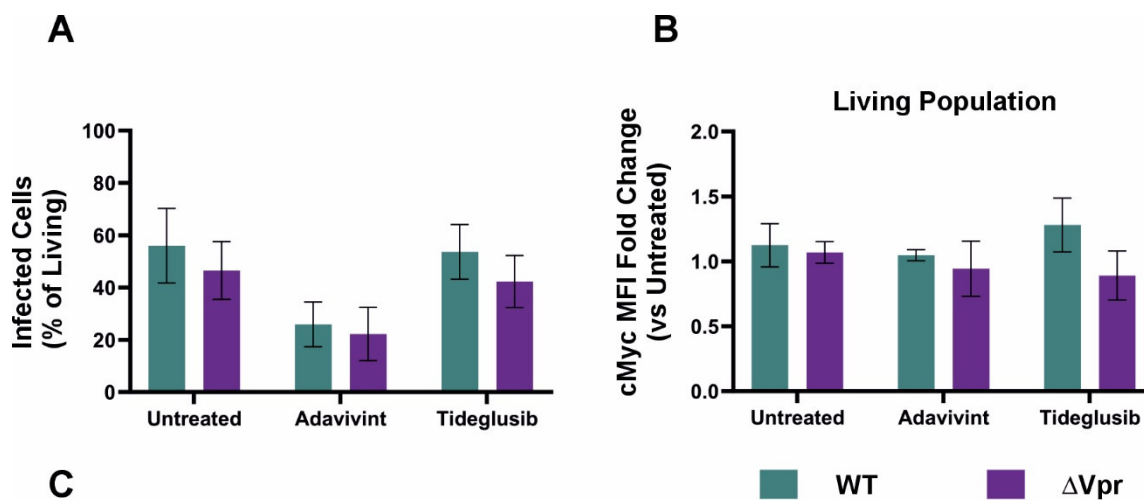 A
Infected Cells
(% of Living)
100
80
60
40
20
0
Untreated
Adavivint
Tideglusib
B
Living Population
cMyc MFI Fold Change
(vs Untreated)
2.0
1.5
1.0
0.5
0.0
Untreated
Adavivint
Tideglusib
C
WT
ΔVpr